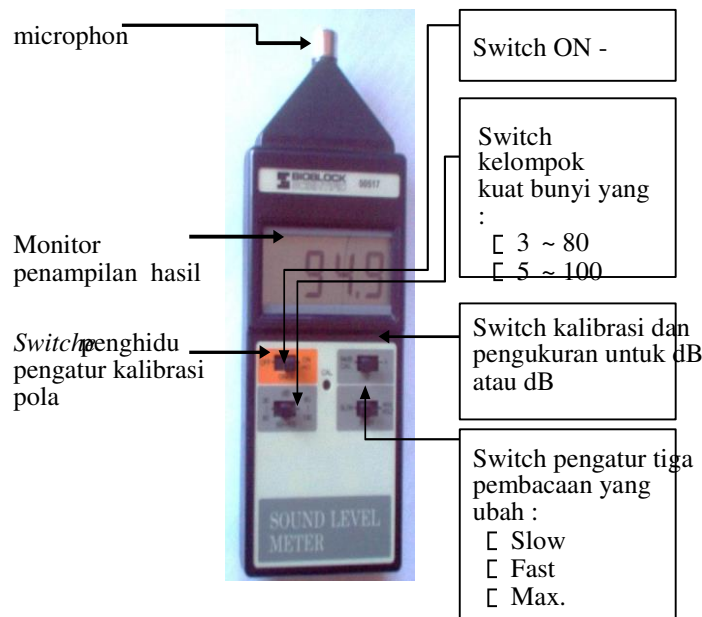 microphon
Monitor
penampilan hasil
Switchpenghidu
pengatur kalibrasi
pola
BIOBLOCK
50517
94.9
CAL
SOUND LEVEL
METER
Switch ON -
Switch
kelompok
kuat bunyi yang
:
[ 3 ~ 80
[ 5 ~ 100
Switch kalibrasi dan
pengukuran untuk dB
atau dB
Switch pengatur tiga
pembacaan yang
ubah :
[ Slow
[ Fast
[ Max.